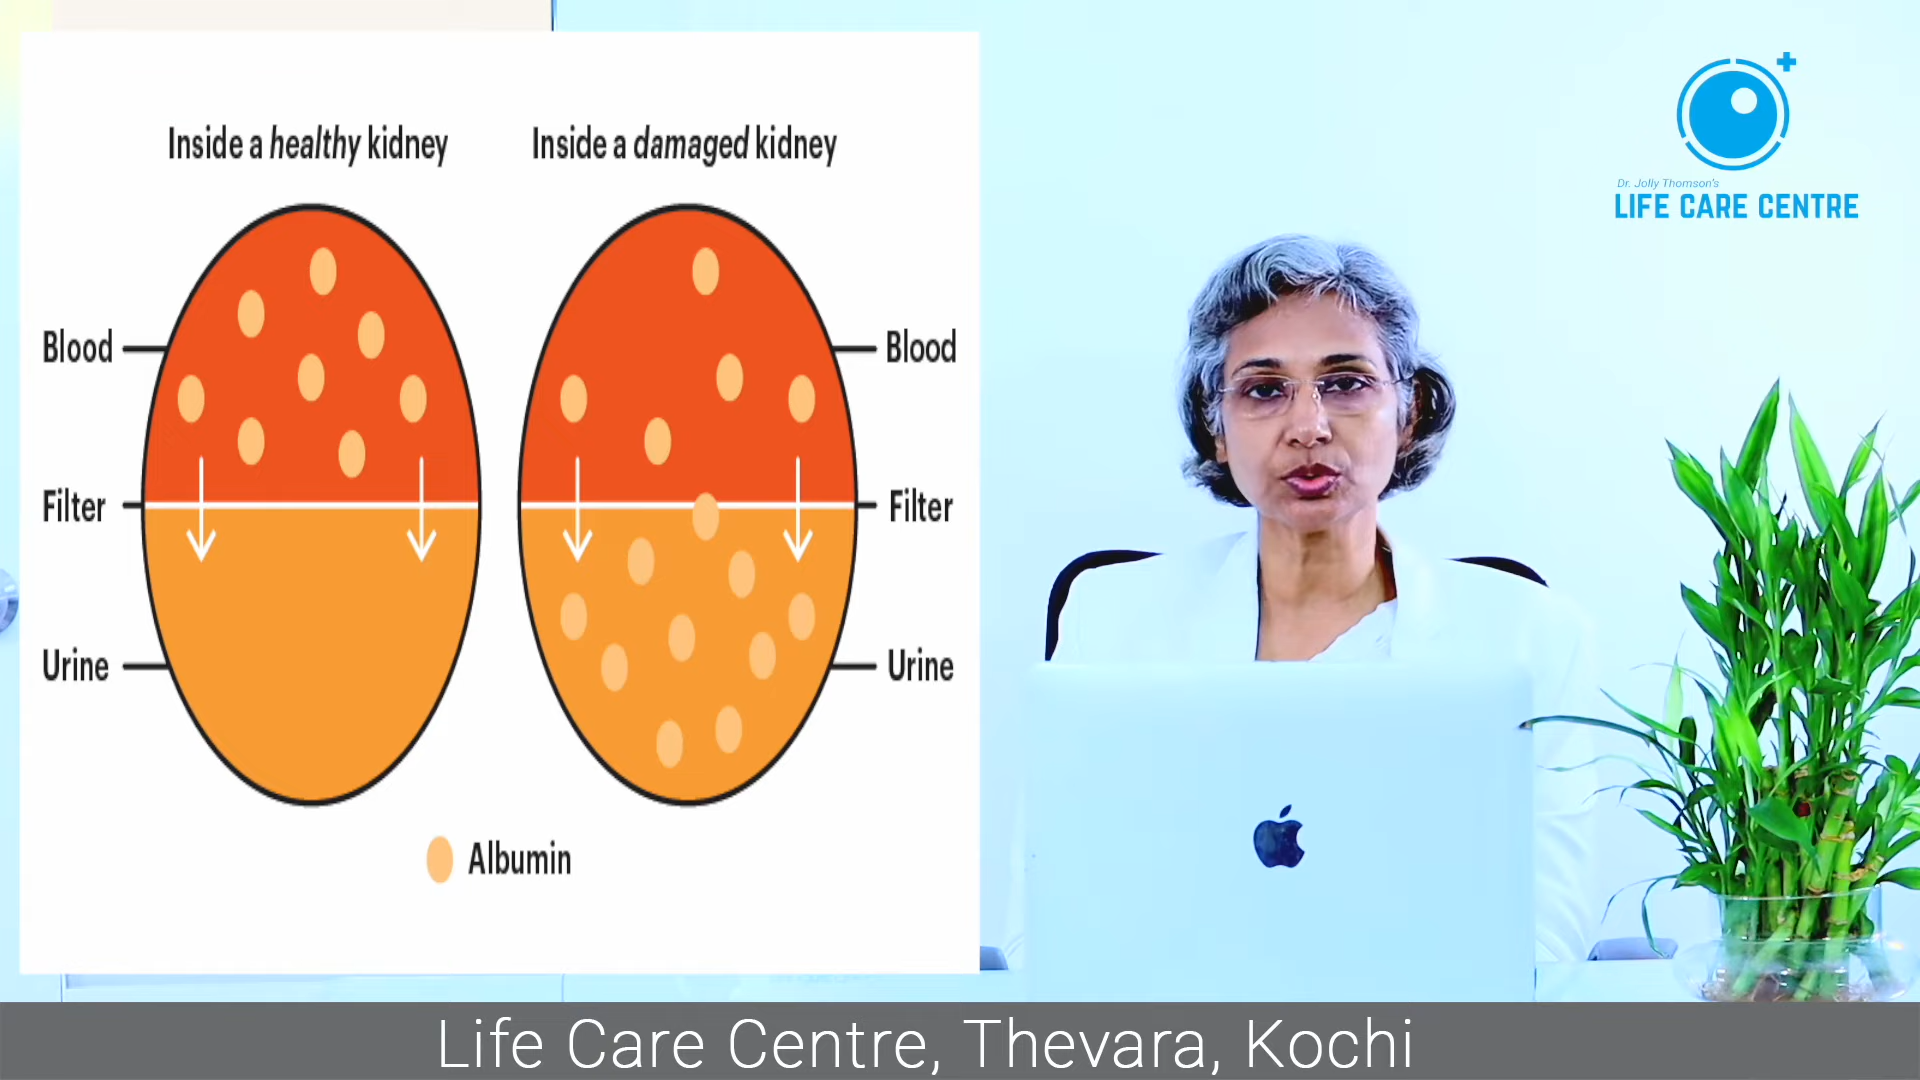 Inside a healthy kidney
Inside a damaged kidney
Blood
Blood
Filter
Filter
Urine
Urine
Albumin
Dr. Jolly Thomson's
LIFE CARE CENTRE
Life Care Centre, Thevara, Kochi